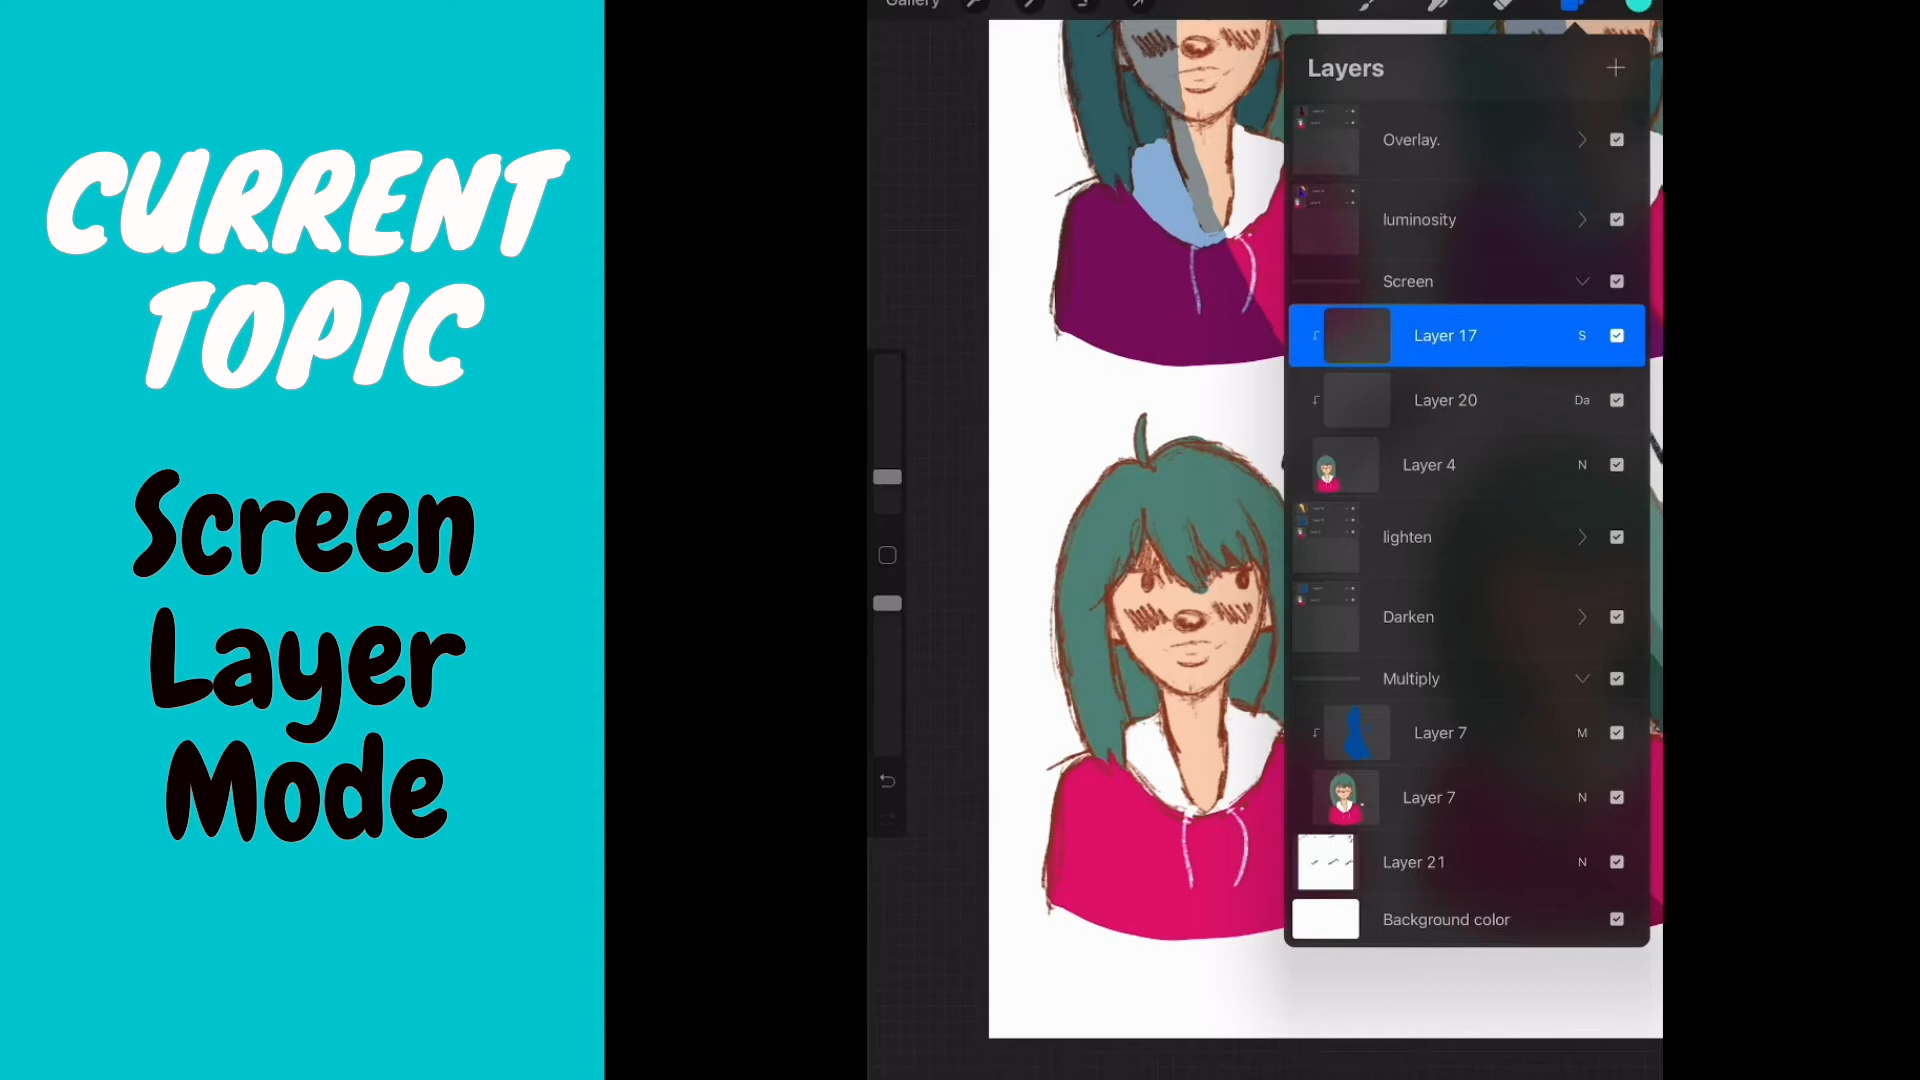 CURRENT
TOPIC
Screen
Layer
Mode
Gallery
Layers
Overlay.
luminosity
Screen
Layer 17 S
Layer 20 Da
Layer 4 N
lighten
Darken
Multiply
Layer 7 M
Layer 7 N
Layer 21 N
Background color